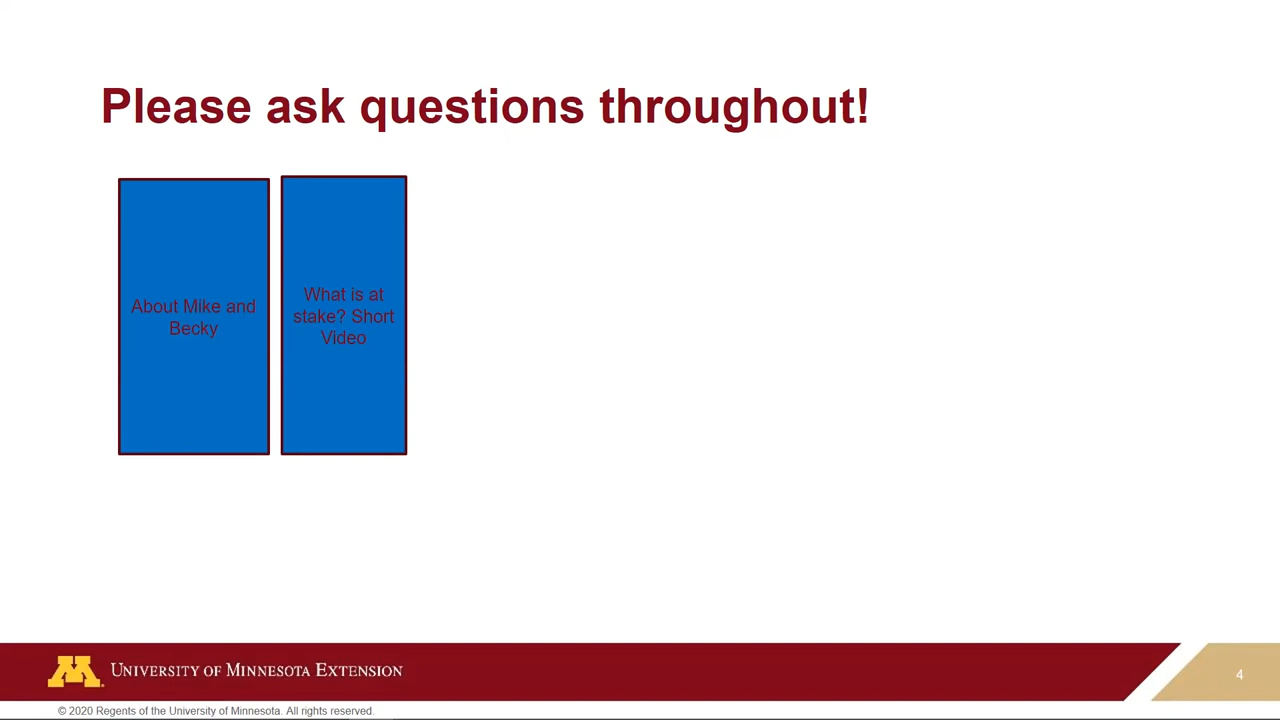 Please ask questions throughout!
About Mike and
Becky
What is at
stake? Short
Video
UNIVERSITY OF MINNESOTA EXTENSION
4
© 2020 Regents of the University of Minnesota. All rights reserved.